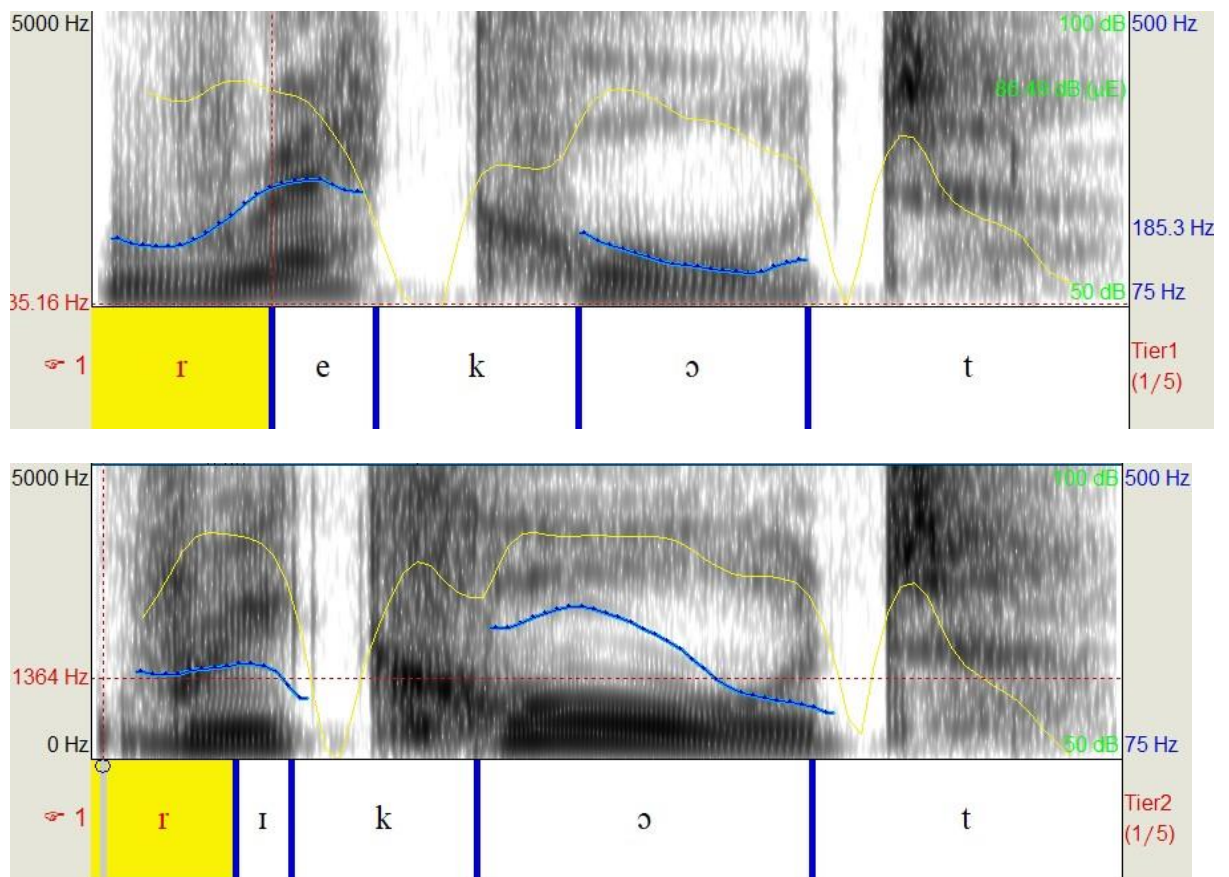 5000 Hz 100 dB 500 Hz
86.48 dB (µE)
185.3 Hz
35.16 Hz 50 dB 75 Hz
☞ 1 r e k ɔ t Tier1
(1/5)
5000 Hz 100 dB 500 Hz
1364 Hz
0 Hz 50 dB 75 Hz
☞ 1 r ɪ k ɔ t Tier2
(1/5)